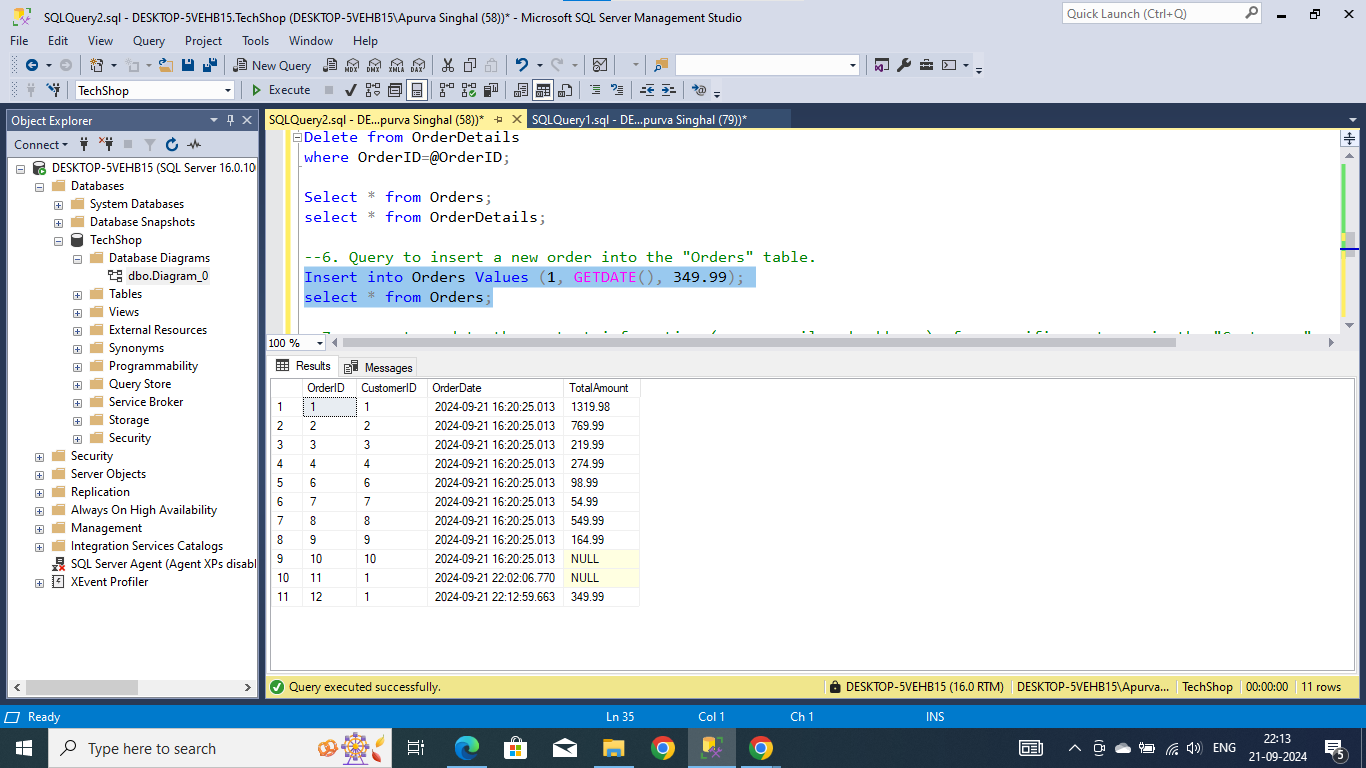 SQLQuery2.sql - DESKTOP-5VEHB15.TechShop (DESKTOP-5VEHB15\Apurva Singhal (58))* - Microsoft SQL Server Management Studio
Quick Launch (Ctrl+Q)
File Edit View Query Project Tools Window Help
New Query MDX DMX XMLA DAX
TechShop Execute
Object Explorer
SQLQuery2.sql - DE...purva Singhal (58))* SQLQuery1.sql - DE...purva Singhal (79))*
Connect
DESKTOP-5VEHB15 (SQL Server 16.0.10
Databases
System Databases
Database Snapshots
TechShop
Database Diagrams
dbo.Diagram_0
Tables
Views
External Resources
Synonyms
Programmability
Query Store
Service Broker
Storage
Security
Security
Server Objects
Replication
Always On High Availability
Management
Integration Services Catalogs
SQL Server Agent (Agent XPs disabl
XEvent Profiler
Delete from OrderDetails
where OrderID=@OrderID;
Select * from Orders;
select * from OrderDetails;
--6. Query to insert a new order into the "Orders" table.
Insert into Orders Values (1, GETDATE(), 349.99);
select * from Orders;
100 %
Results Messages
OrderID CustomerID OrderDate TotalAmount
1 1 1 2024-09-21 16:20:25.013 1319.98
2 2 2 2024-09-21 16:20:25.013 769.99
3 3 3 2024-09-21 16:20:25.013 219.99
4 4 4 2024-09-21 16:20:25.013 274.99
5 6 6 2024-09-21 16:20:25.013 98.99
6 7 7 2024-09-21 16:20:25.013 54.99
7 8 8 2024-09-21 16:20:25.013 549.99
8 9 9 2024-09-21 16:20:25.013 164.99
9 10 10 2024-09-21 16:20:25.013 NULL
10 11 1 2024-09-21 22:02:06.770 NULL
11 12 1 2024-09-21 22:12:59.663 349.99
Query executed successfully. DESKTOP-5VEHB15 (16.0 RTM) DESKTOP-5VEHB15\Apurva... TechShop 00:00:00 11 rows
Ready Ln 35 Col 1 Ch 1 INS
Type here to search
ENG
22:13
21-09-2024
5